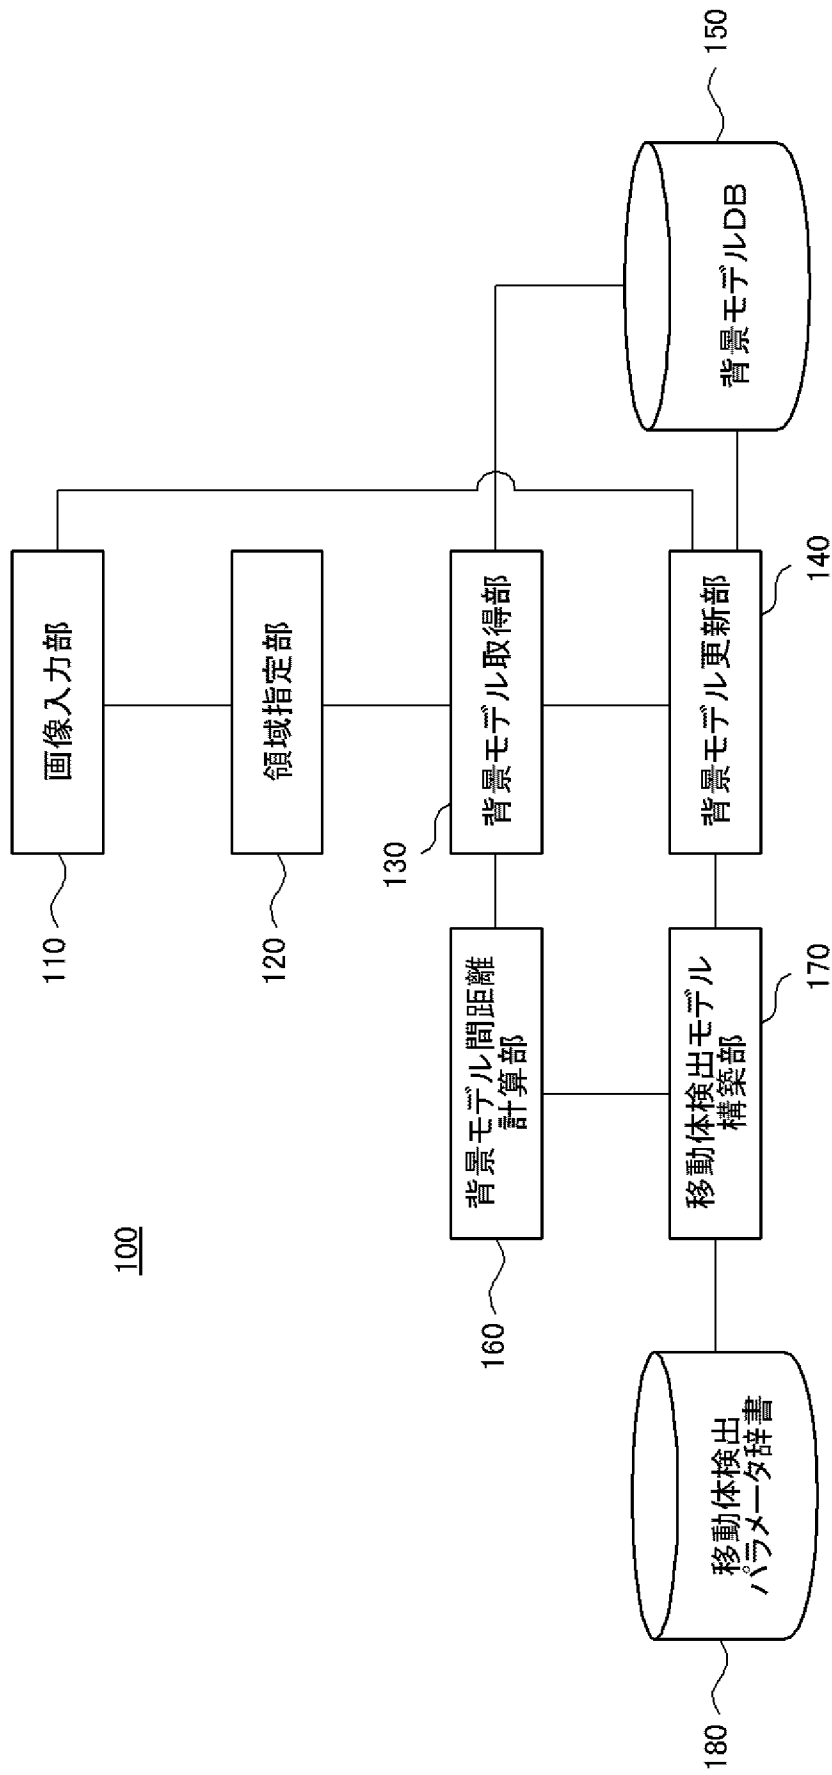 110
画像入力部
100
120
領域指定部
130
背景モデル間距離
計算部
背景モデル取得部
160
150
180
移動体検出
パラメータ辞書
移動体検出モデル
構築部
背景モデル更新部
背景モデルDB
170
140